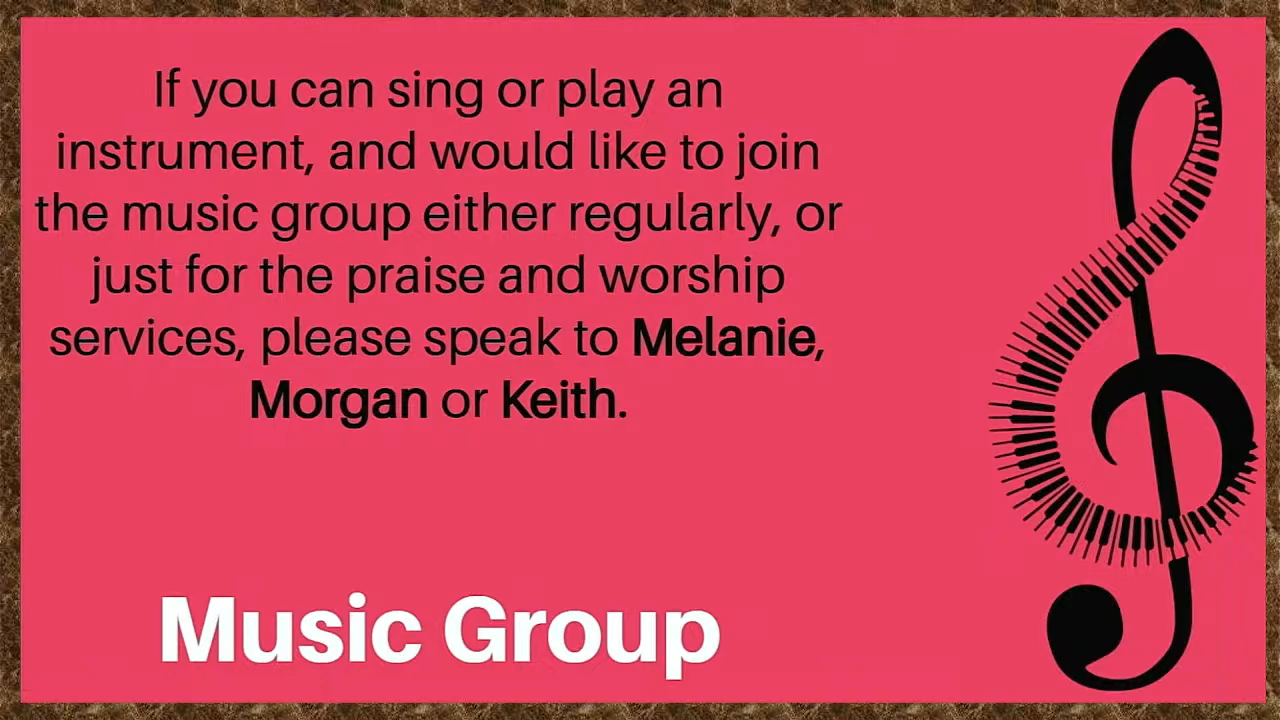 If you can sing or play an
instrument, and would like to join
the music group either regularly, or
just for the praise and worship
services, please speak to Melanie,
Morgan or Keith.
Music Group